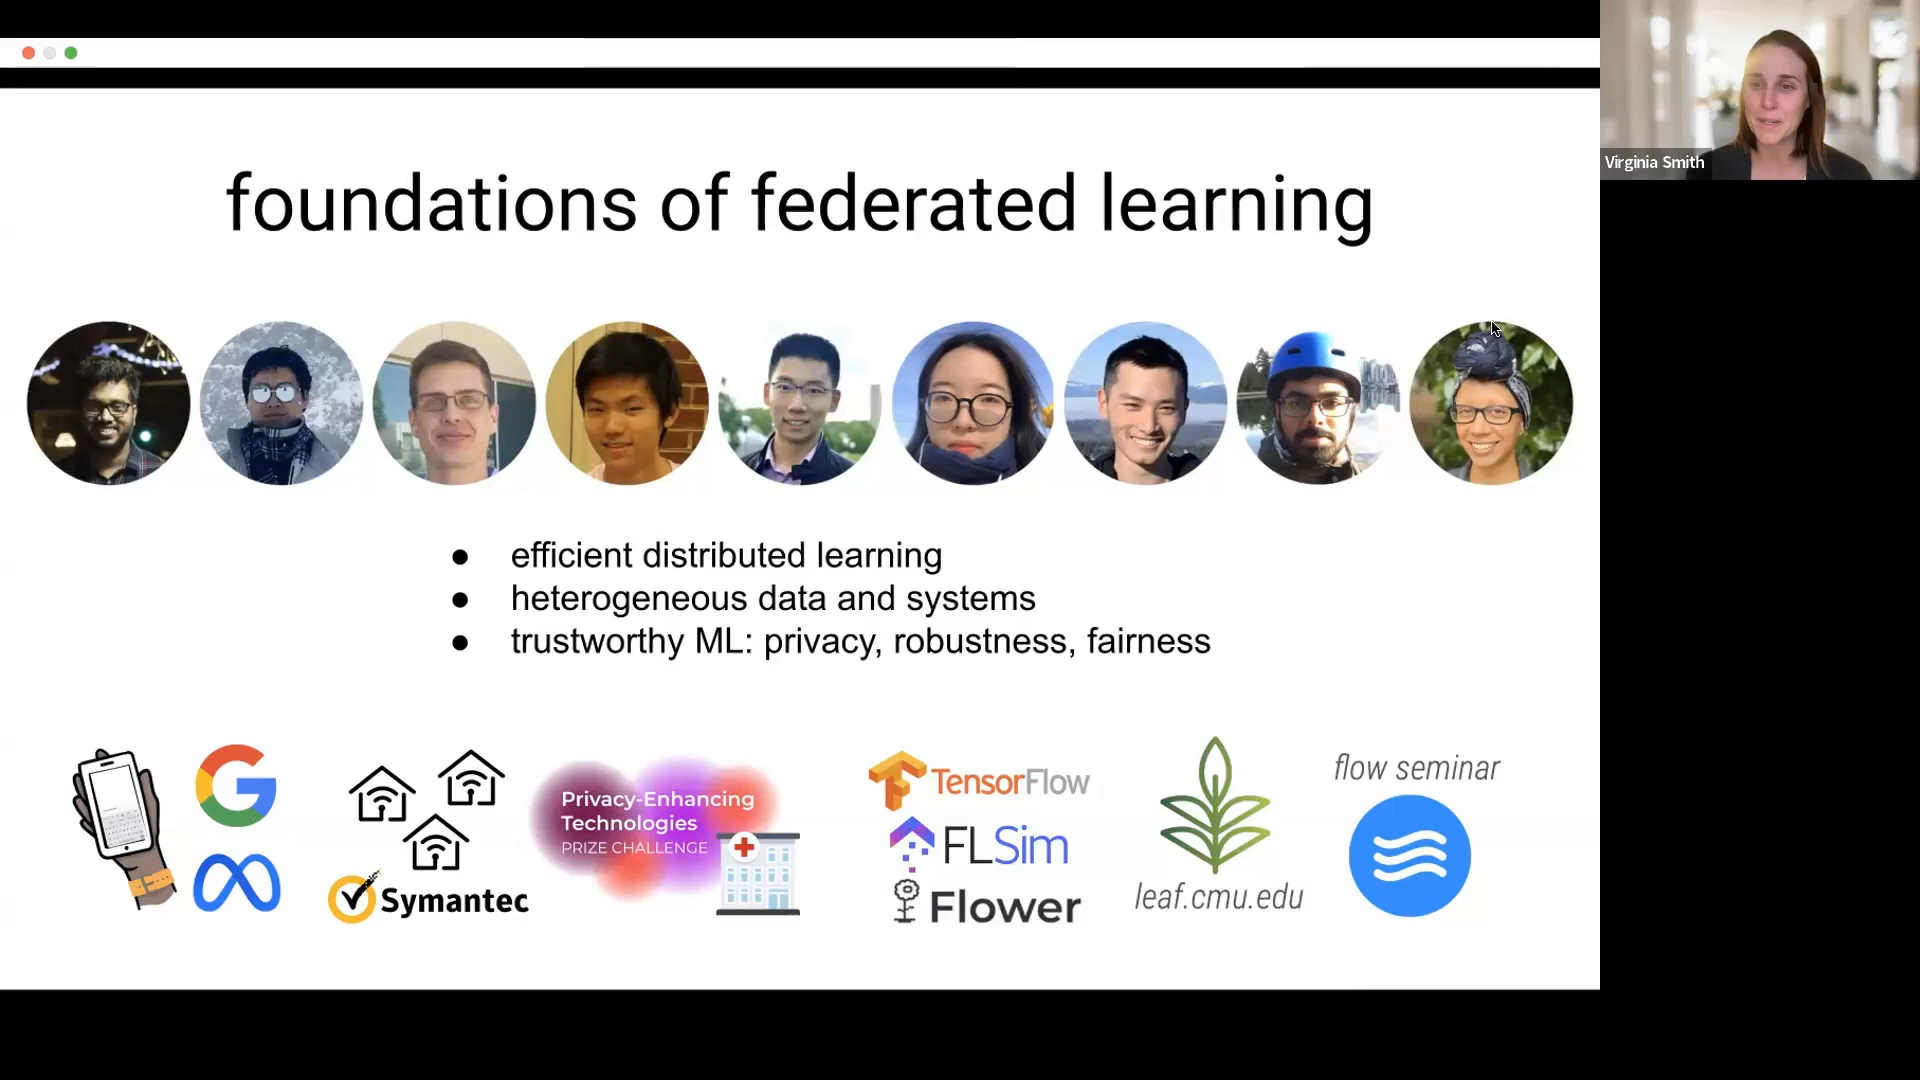 Virginia Smith
foundations of federated learning
● efficient distributed learning
● heterogeneous data and systems
● trustworthy ML: privacy, robustness, fairness
Symantec
Privacy-Enhancing
Technologies
PRIZE CHALLENGE
TensorFlow
FLSim
Flower
leaf.cmu.edu
flow seminar